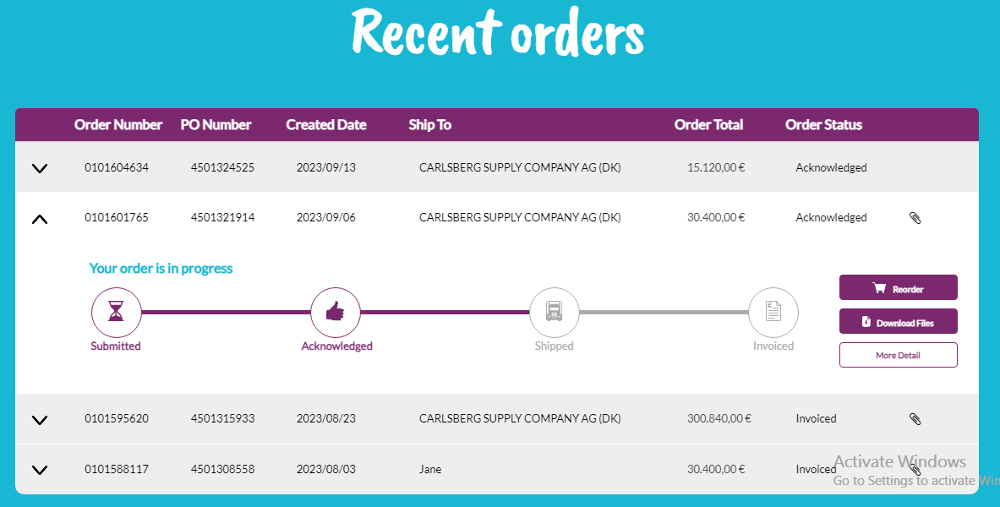 Recent orders
Order Number PO Number Created Date Ship To Order Total Order Status
0101604634 4501324525 2023/09/13 CARLSBERG SUPPLY COMPANY AG (DK) 15.120,00 € Acknowledged
0101601765 4501321914 2023/09/06 CARLSBERG SUPPLY COMPANY AG (DK) 30.400,00 € Acknowledged
Your order is in progress
Reorder
Download Files
Submitted Acknowledged Shipped Invoiced
More Detail
0101595620 4501315933 2023/08/23 CARLSBERG SUPPLY COMPANY AG (DK) 300.840,00 € Invoiced
0101588117 4501308558 2023/08/03 Jane 30.400,00 € Invoiced
Activate Windows
Go to Settings to activate Win